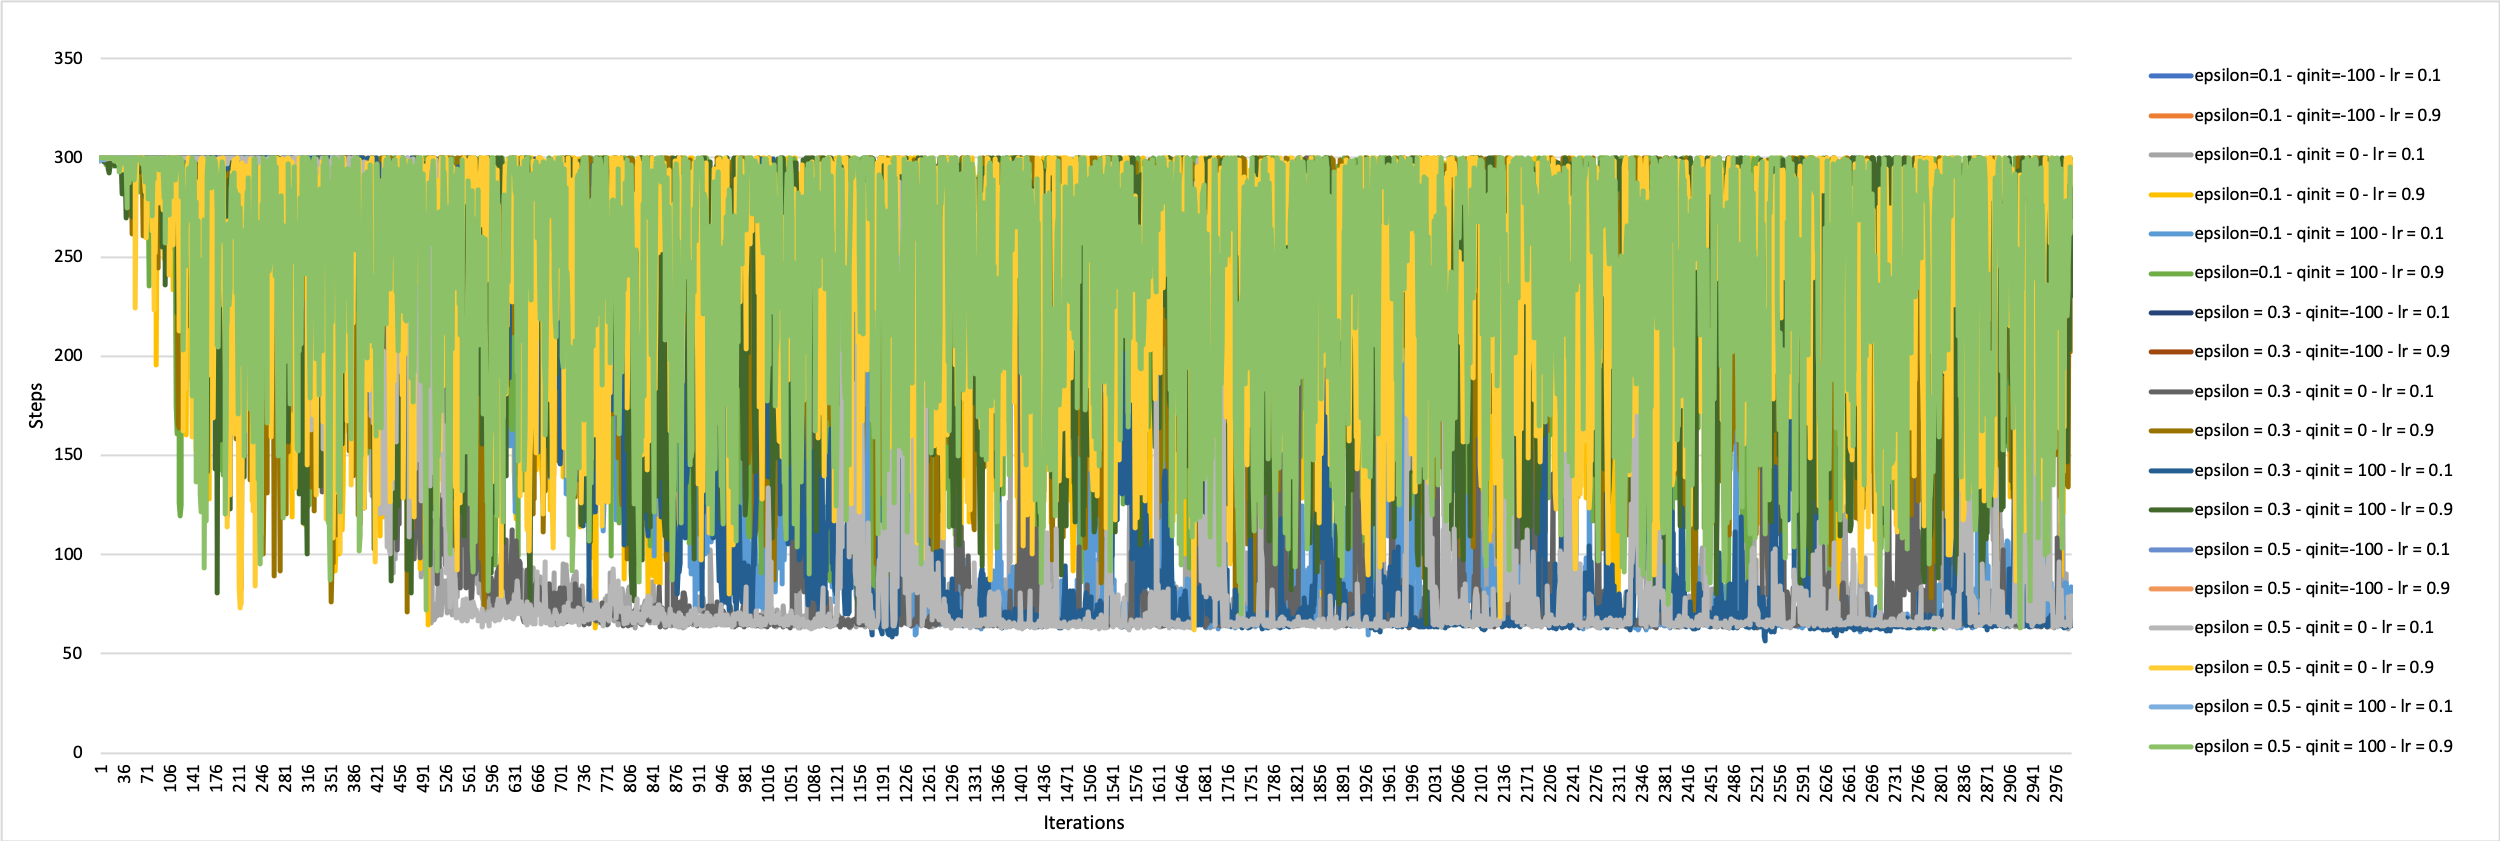 350
300
250
200
150
100
50
0
Steps
1 36 71 106 141 176 211 246 281 316 351 386 421 456 491 526 561 596 631 666 701 736 771 806 841 876 911 946 981 1016 1051 1086 1121 1156 1191 1226 1261 1296 1331 1366 1401 1436 1471 1506 1541 1576 1611 1646 1681 1716 1751 1786 1821 1856 1891 1926 1961 1996 2031 2066 2101 2136 2171 2206 2241 2276 2311 2346 2381 2416 2451 2486 2521 2556 2591 2626 2661 2696 2731 2766 2801 2836 2871 2906 2941 2976
Iterations
epsilon=0.1 - qinit=-100 - lr = 0.1
epsilon=0.1 - qinit=-100 - lr = 0.9
epsilon=0.1 - qinit = 0 - lr = 0.1
epsilon=0.1 - qinit = 0 - lr = 0.9
epsilon=0.1 - qinit = 100 - lr = 0.1
epsilon=0.1 - qinit = 100 - lr = 0.9
epsilon = 0.3 - qinit=-100 - lr = 0.1
epsilon = 0.3 - qinit=-100 - lr = 0.9
epsilon = 0.3 - qinit = 0 - lr = 0.1
epsilon = 0.3 - qinit = 0 - lr = 0.9
epsilon = 0.3 - qinit = 100 - lr = 0.1
epsilon = 0.3 - qinit = 100 - lr = 0.9
epsilon = 0.5 - qinit=-100 - lr = 0.1
epsilon = 0.5 - qinit=-100 - lr = 0.9
epsilon = 0.5 - qinit = 0 - lr = 0.1
epsilon = 0.5 - qinit = 0 - lr = 0.9
epsilon = 0.5 - qinit = 100 - lr = 0.1
epsilon = 0.5 - qinit = 100 - lr = 0.9